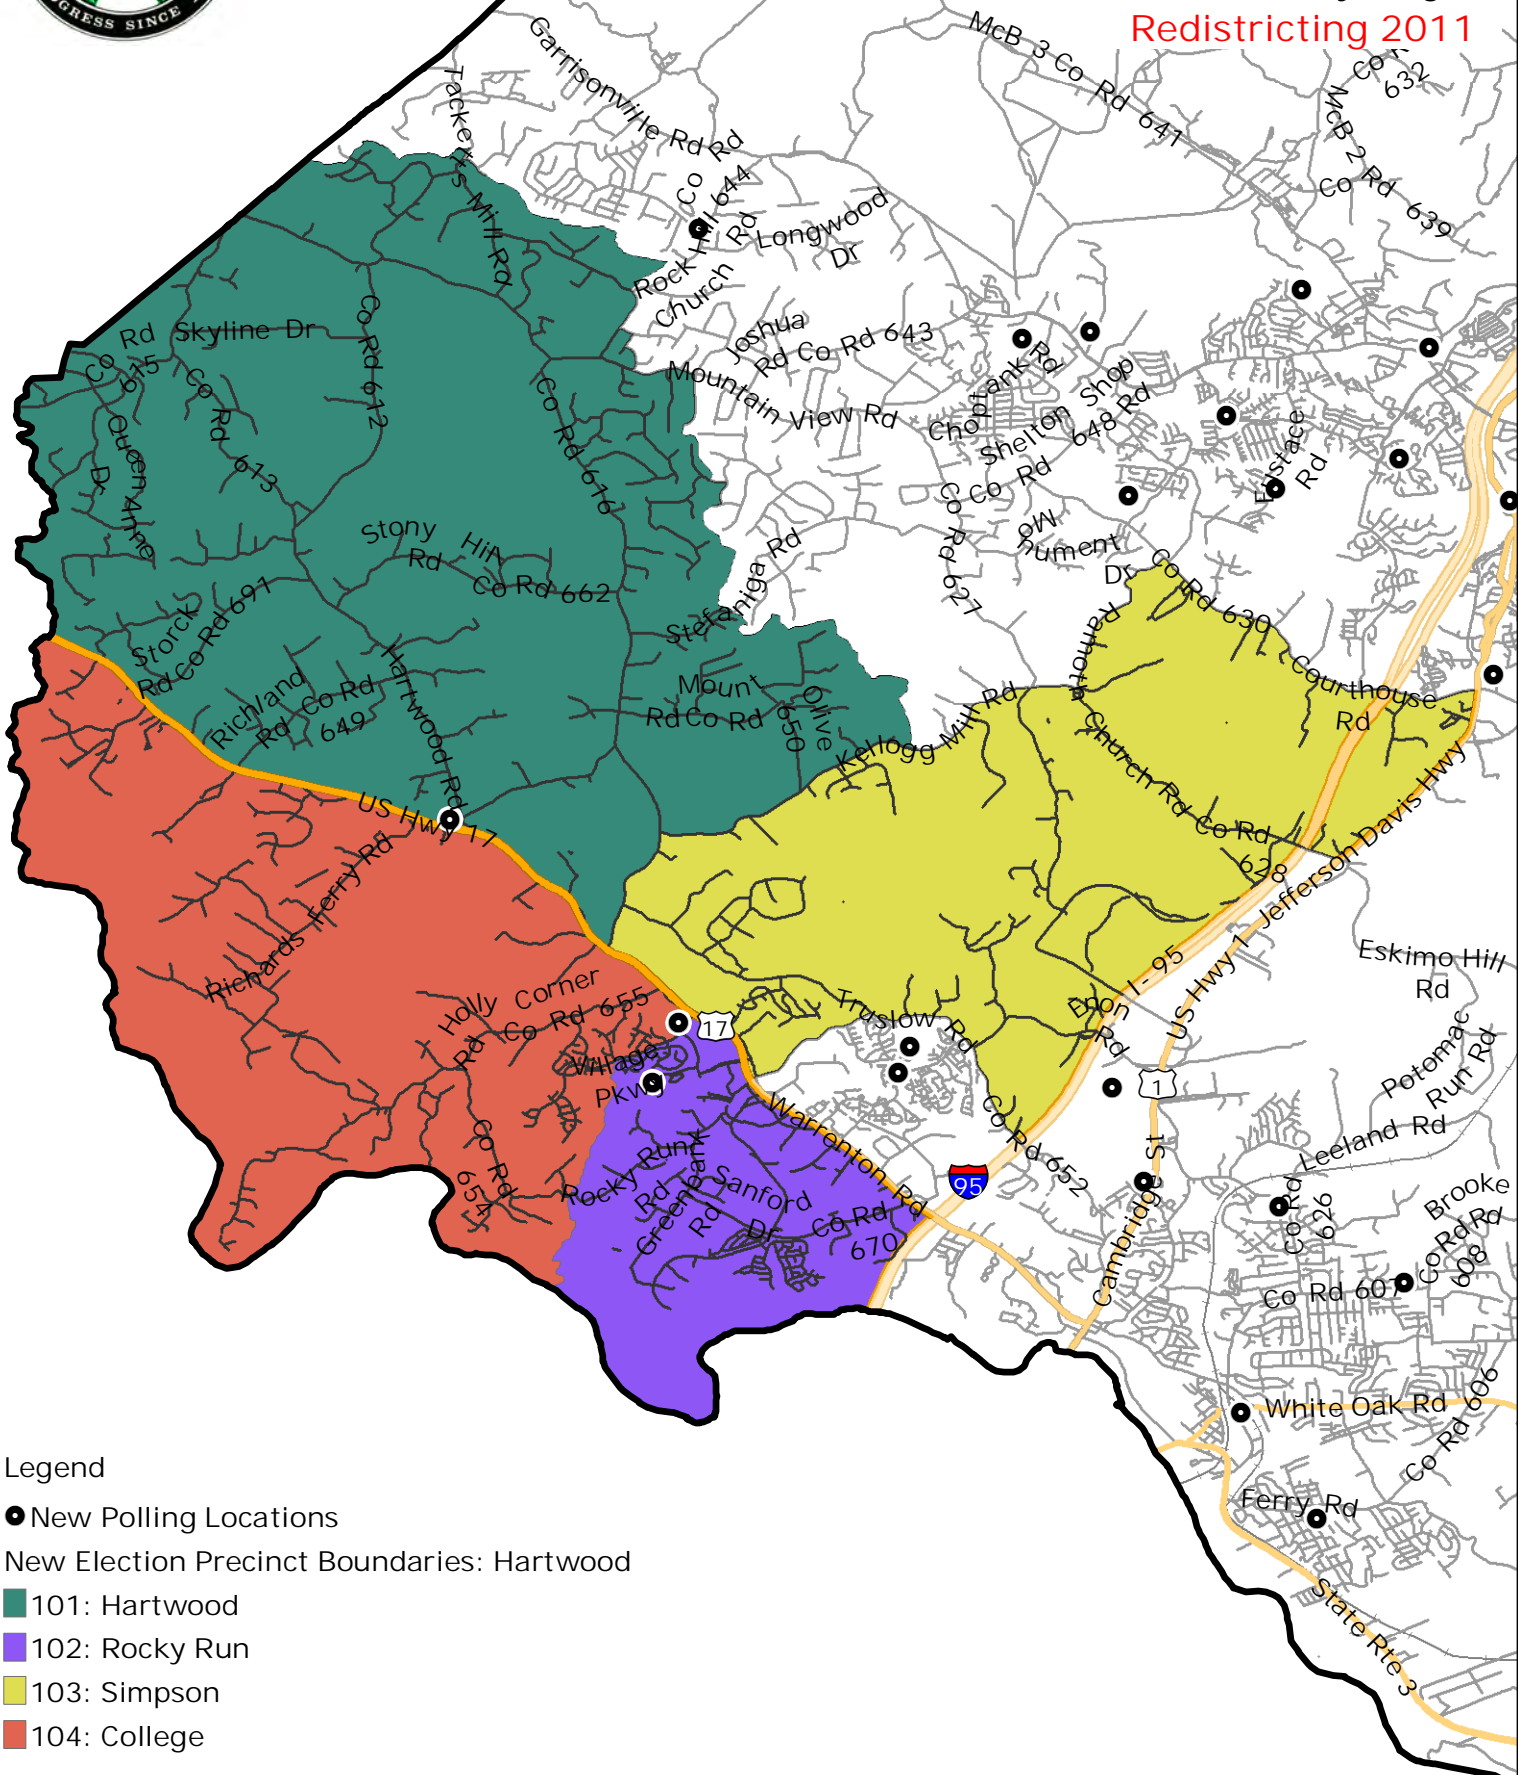 OGRESS SINCE
Redistricting 2011
McB 3 Co Rd 641
Co R
632
McB 2 Rd
Co Rd 639
Garrisonville Rd
Tacketts Mill Rd
Rock Hill
Church Rd
Co Rd
644
Longwood
Dr
Joshua
Rd Co Rd 643
Mountain View Rd
Choptank Rd
Shelton Shop
Co Rd 648 Rd
Eustace
Rd
Co Rd 627
Monument
Dr
Co Rd 630
Courthouse
Rd
Ramoth
Church Rd Co Rd
628
Skyline Dr
Co Rd
615
Co Rd 613
Co Rd 612
Queen Anne
Dr
Co Rd 616
Stony Hill
Rd
Co Rd 662
Stefaniga Rd
Storck
Rd Co Rd 691
Richland
Rd Co Rd
649
Hartwood Rd
Mount Olive
Rd Co Rd 650
Kellogg Mill Rd
US Hwy 17
Richards Ferry Rd
Holly Corner
Rd Co Rd 655
17
Village
Pkwy
Truslow Rd
Enon
Rd
I-95
US Hwy 1 Jefferson Davis Hwy
Eskimo Hill
Rd
Potomac
Run Rd
1
Leeland Rd
Warrenton Rd
Co Rd 652
95
Cambridge St
Co Rd
626
Brooke
Rd
Co Rd
608
Co Rd 607
Co Rd
654
Rocky Run
Rd
Greenbank
Rd
Sanford
Dr
Co Rd
670
White Oak Rd
Co Rd 606
Ferry Rd
State Rte 3
Legend
New Polling Locations
New Election Precinct Boundaries: Hartwood
101: Hartwood
102: Rocky Run
103: Simpson
104: College